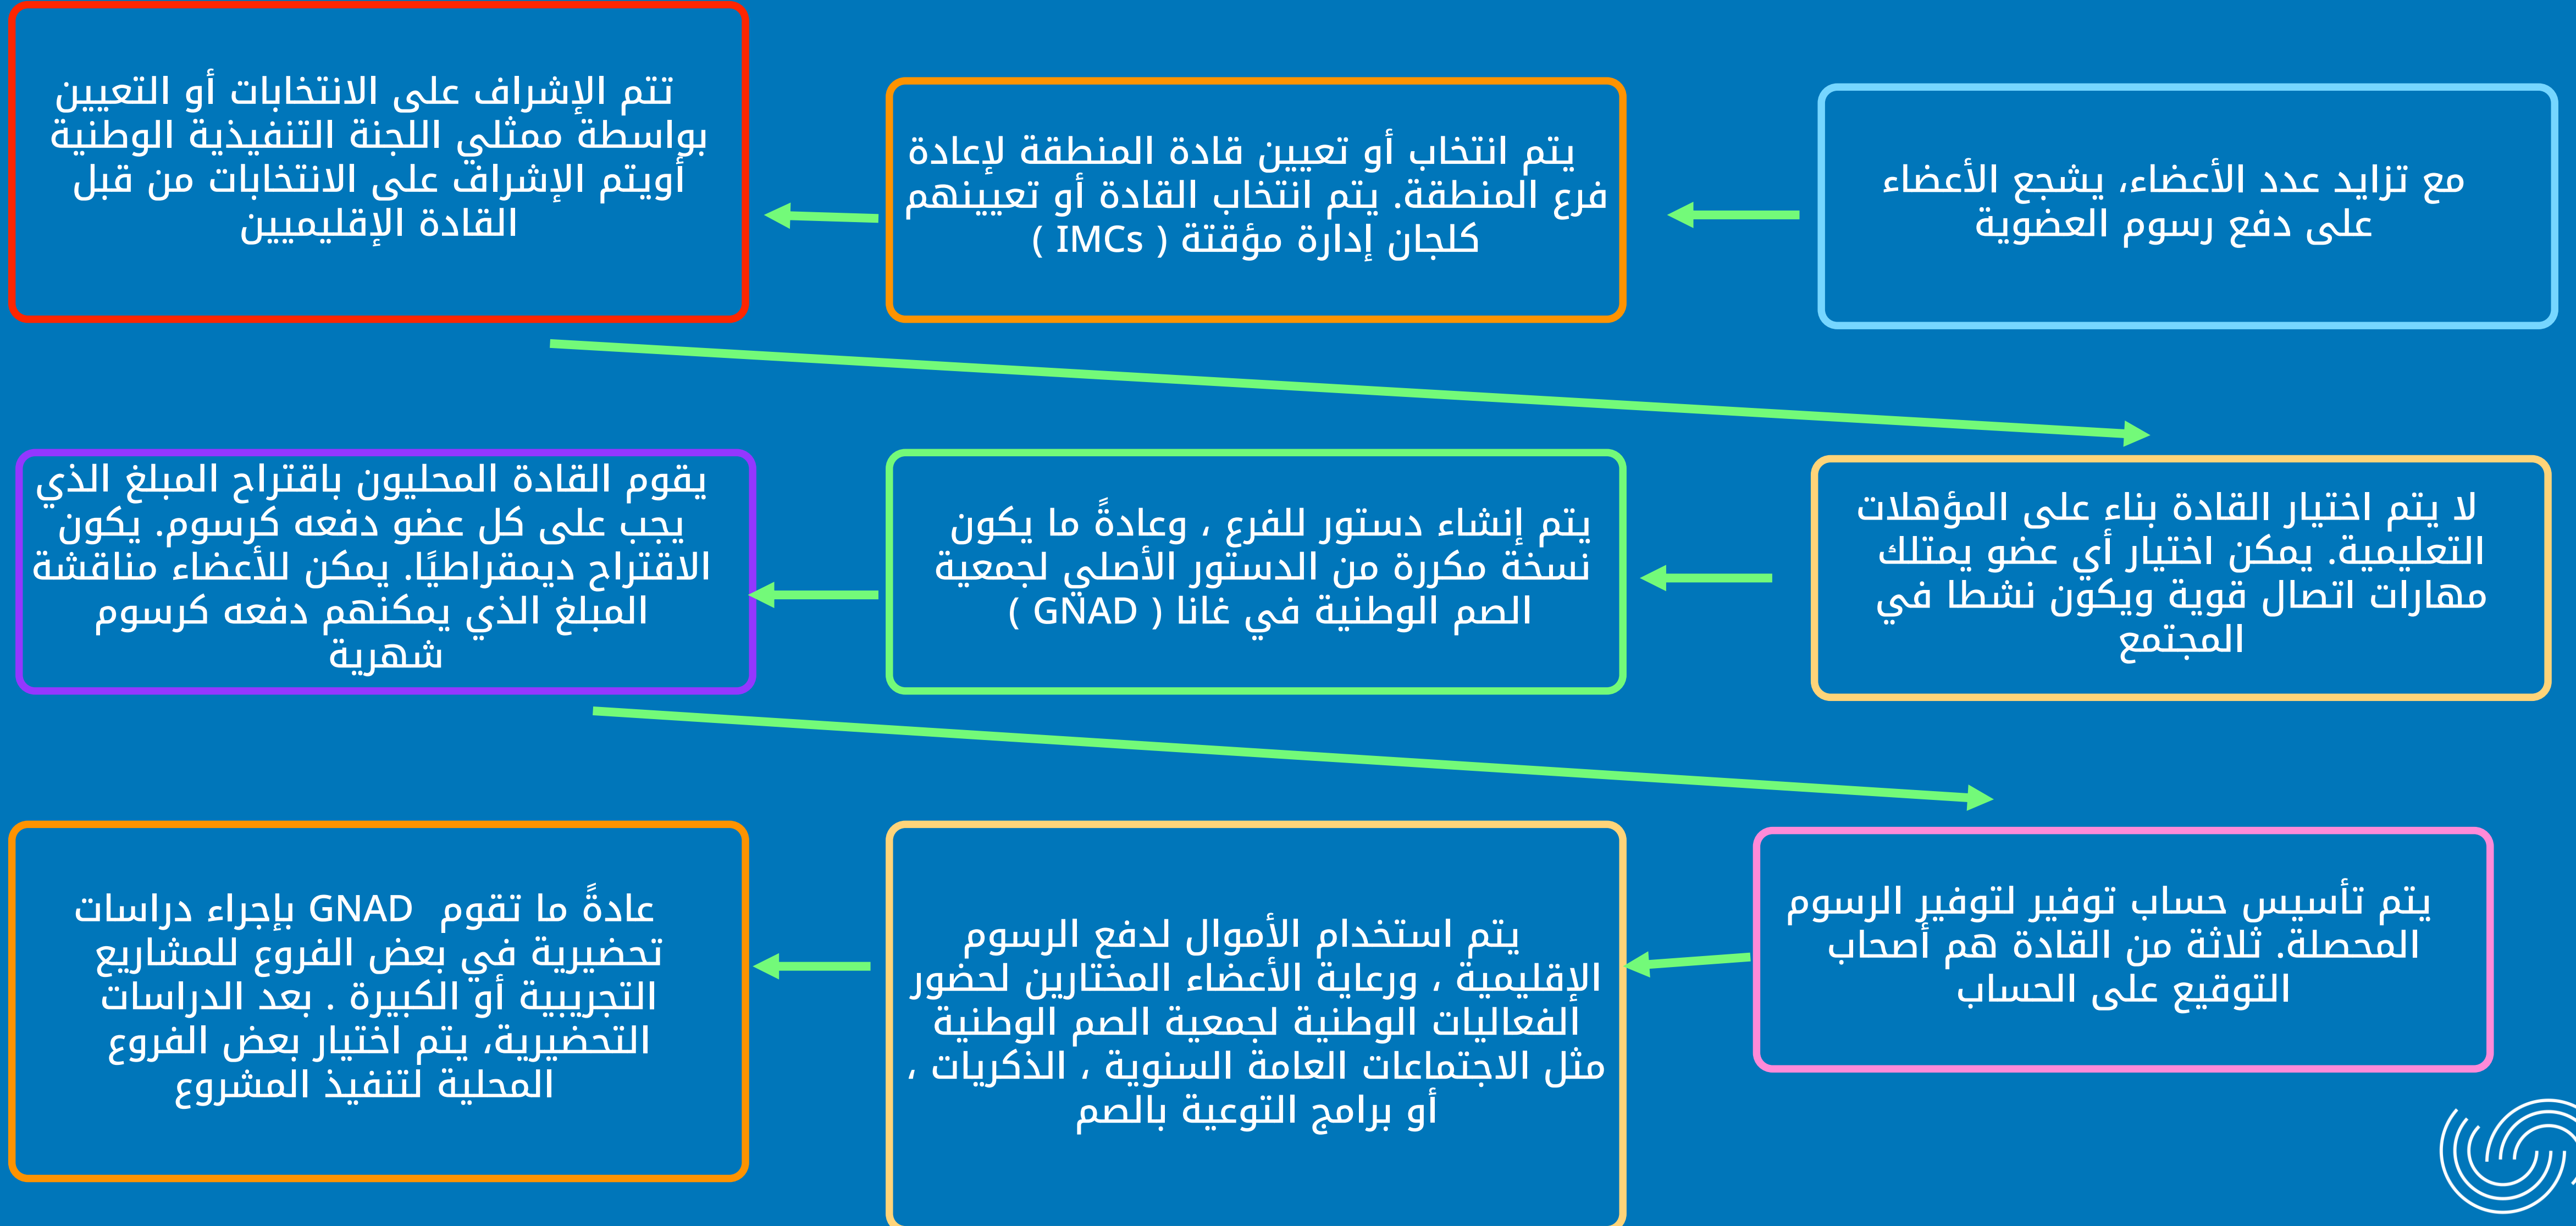 مع تزايد عدد الأعضاء، يشجع الأعضاء
على دفع رسوم العضوية
يتم انتخاب أو تعيين قادة المنطقة لإعادة
فرع المنطقة. يتم انتخاب القادة أو تعيينهم
كلجان إدارة مؤقتة ( IMCs )
تتم الإشراف على الانتخابات أو التعيين
بواسطة ممثلي اللجنة التنفيذية الوطنية
أويتم الإشراف على الانتخابات من قبل
القادة الإقليميين
لا يتم اختيار القادة بناء على المؤهلات
التعليمية. يمكن اختيار أي عضو يمتلك
مهارات اتصال قوية ويكون نشطا في
المجتمع
يتم إنشاء دستور للفرع ، وعادةً ما يكون
نسخة مكررة من الدستور الأصلي لجمعية
الصم الوطنية في غانا ( GNAD )
يقوم القادة المحليون باقتراح المبلغ الذي
يجب على كل عضو دفعه كرسوم. يكون
الاقتراح ديمقراطيًا. يمكن للأعضاء مناقشة
المبلغ الذي يمكنهم دفعه كرسوم
شهرية
يتم تأسيس حساب توفير لتوفير الرسوم
المحصلة. ثلاثة من القادة هم أصحاب
التوقيع على الحساب
يتم استخدام الأموال لدفع الرسوم
الإقليمية ، ورعاية الأعضاء المختارين لحضور
الفعاليات الوطنية لجمعية الصم الوطنية
مثل الاجتماعات العامة السنوية ، الذكريات ،
أو برامج التوعية بالصم
عادةً ما تقوم GNAD بإجراء دراسات
تحضيرية في بعض الفروع للمشاريع
التجريبية أو الكبيرة . بعد الدراسات
التحضيرية، يتم اختيار بعض الفروع
المحلية لتنفيذ المشروع